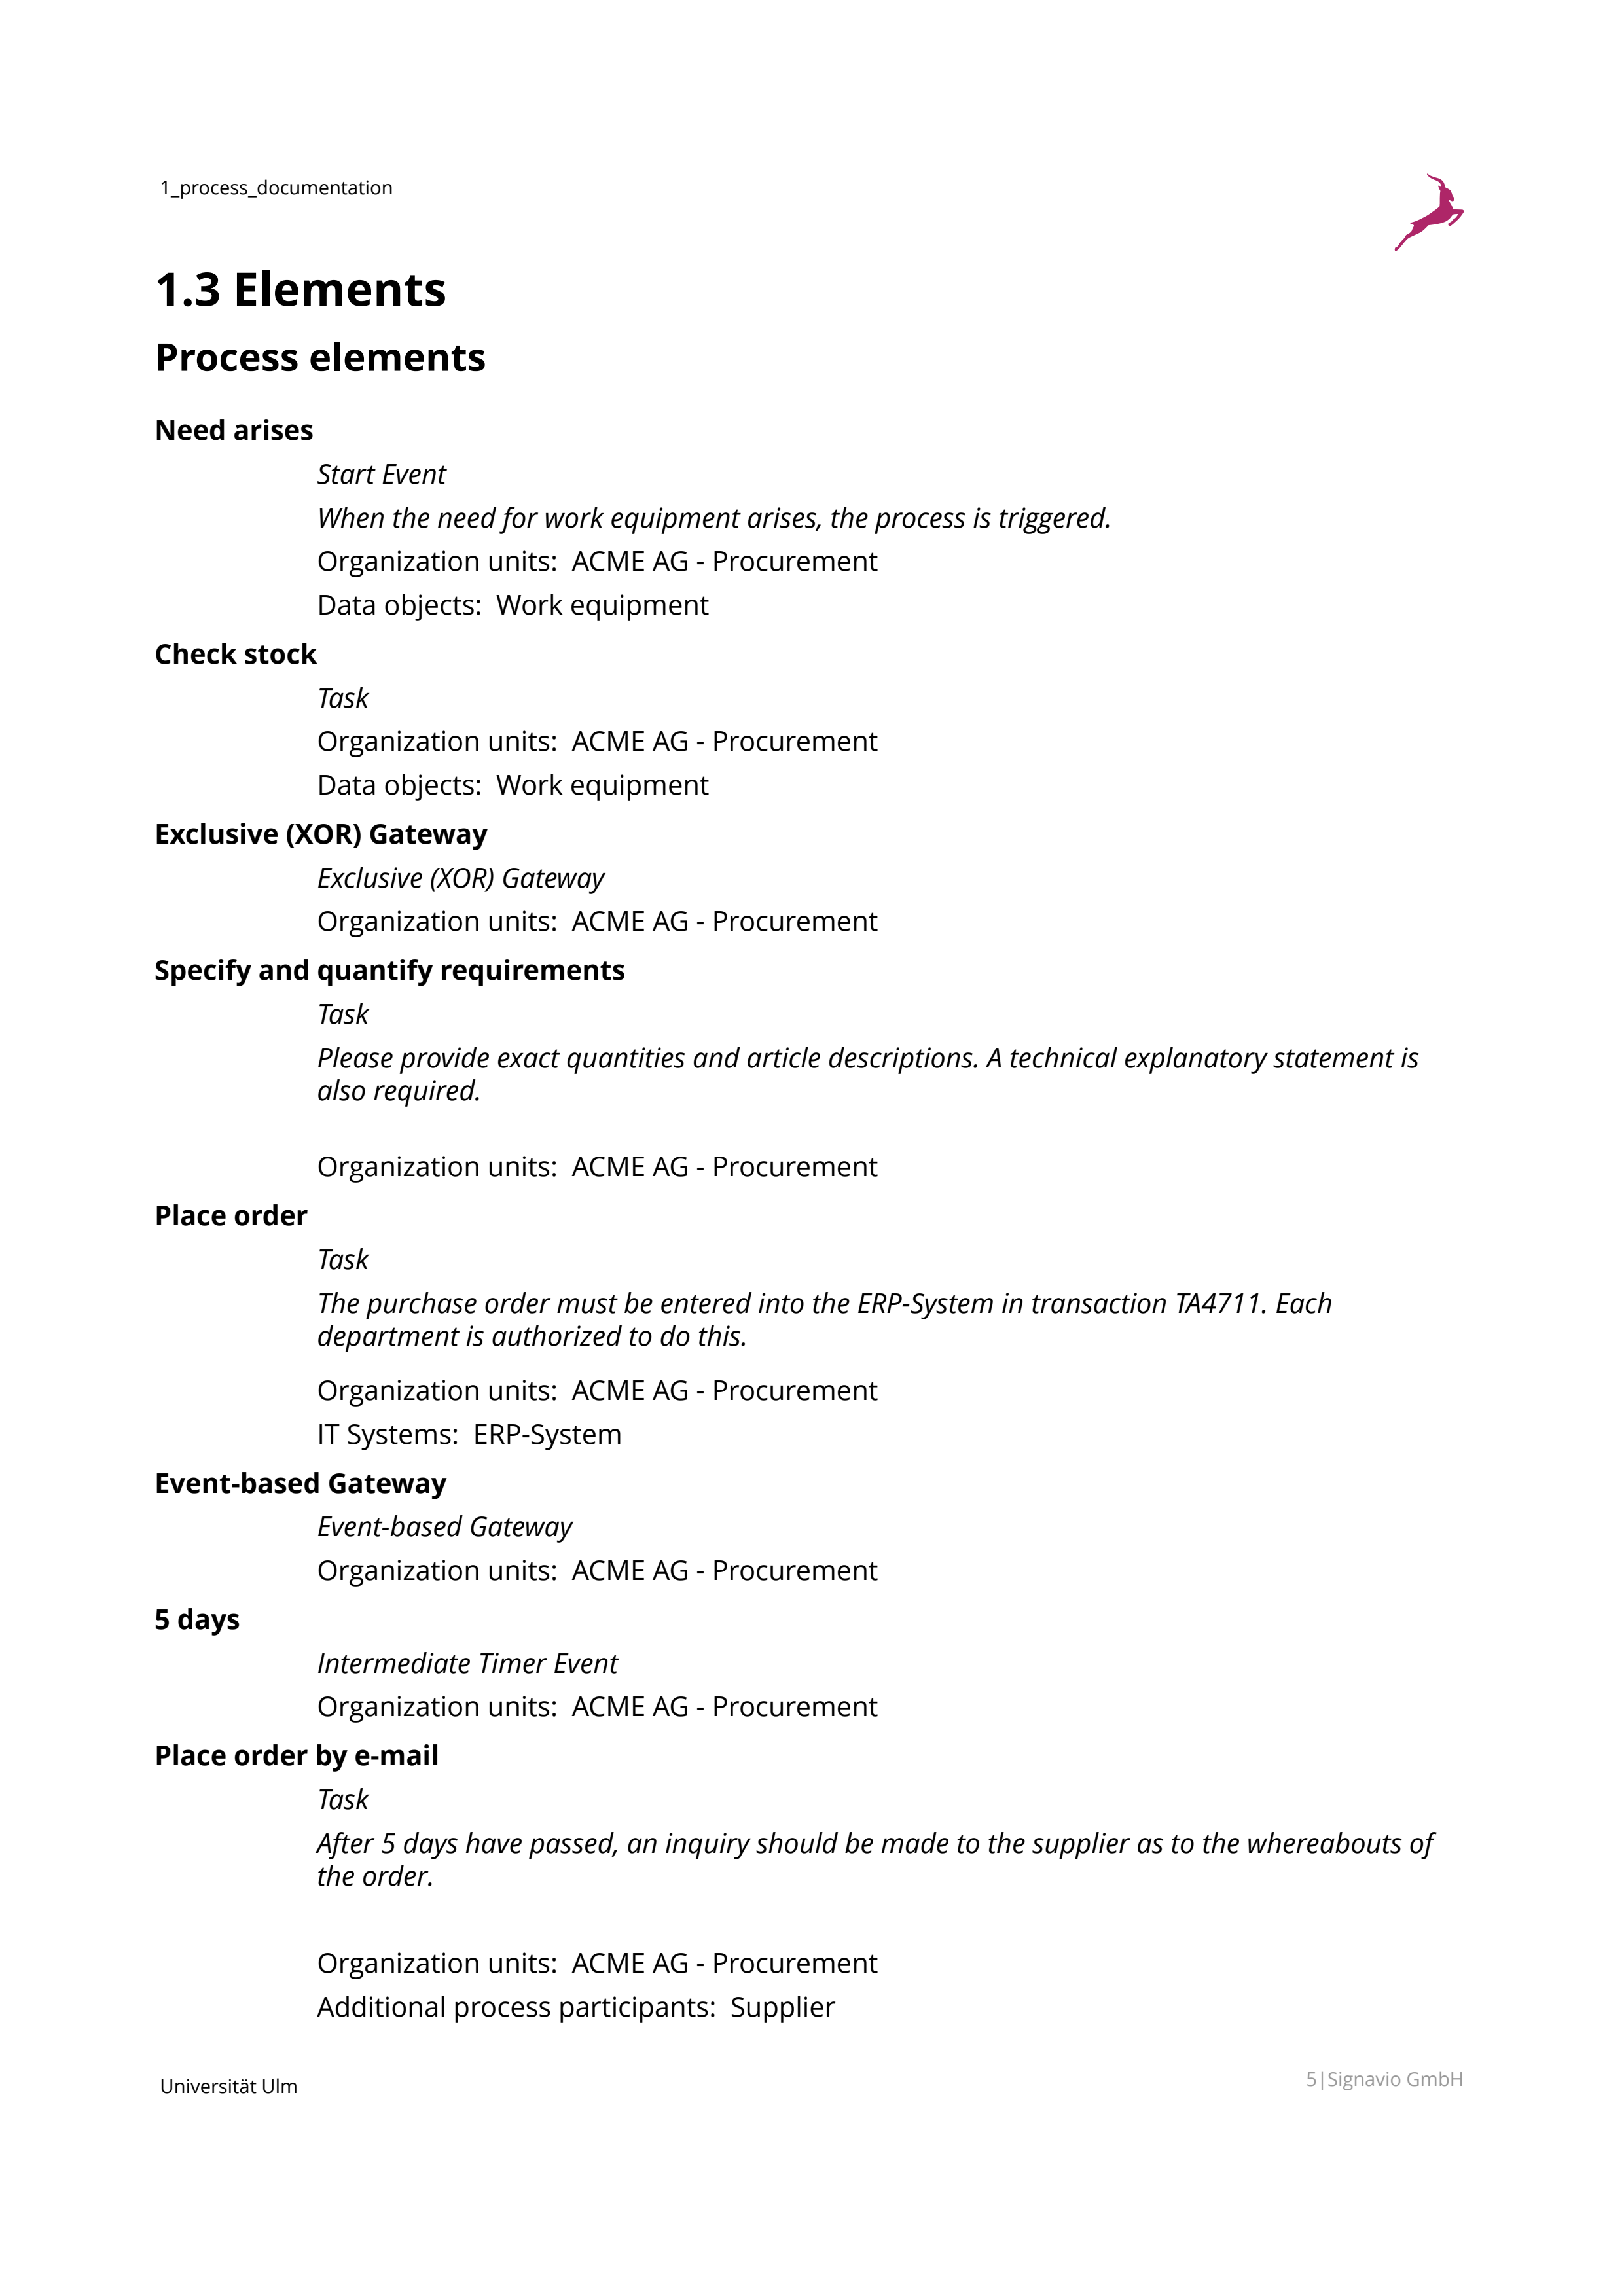 1_process_documentation
1.3 Elements
Process elements
Need arises
Start Event
When the need for work equipment arises, the process is triggered.
Organization units:  ACME AG - Procurement
Data objects:  Work equipment
Check stock
Task
Organization units:  ACME AG - Procurement
Data objects:  Work equipment
Exclusive (XOR) Gateway
Exclusive (XOR) Gateway
Organization units:  ACME AG - Procurement
Specify and quantify requirements
Task
Please provide exact quantities and article descriptions. A technical explanatory statement is
also required.
Organization units:  ACME AG - Procurement
Place order
Task
The purchase order must be entered into the ERP-System in transaction TA4711. Each
department is authorized to do this.
Organization units:  ACME AG - Procurement
IT Systems:  ERP-System
Event-based Gateway
Event-based Gateway
Organization units:  ACME AG - Procurement
5 days
Intermediate Timer Event
Organization units:  ACME AG - Procurement
Place order by e-mail
Task
After 5 days have passed, an inquiry should be made to the supplier as to the whereabouts of
the order.
Organization units:  ACME AG - Procurement
Additional process participants:  Supplier
Universität Ulm
5|Signavio GmbH